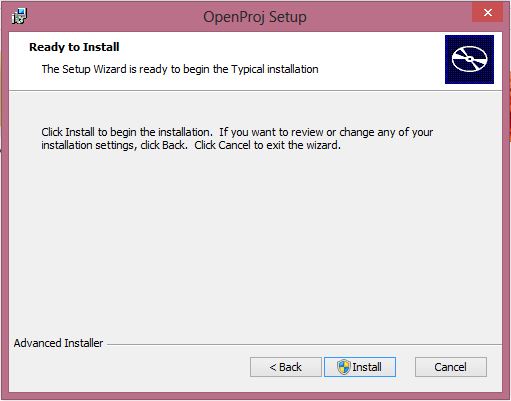 OpenProj Setup
Ready to Install
The Setup Wizard is ready to begin the Typical installation
Click Install to begin the installation. If you want to review or change any of your
installation settings, click Back. Click Cancel to exit the wizard.
Advanced Installer
< Back
Install
Cancel